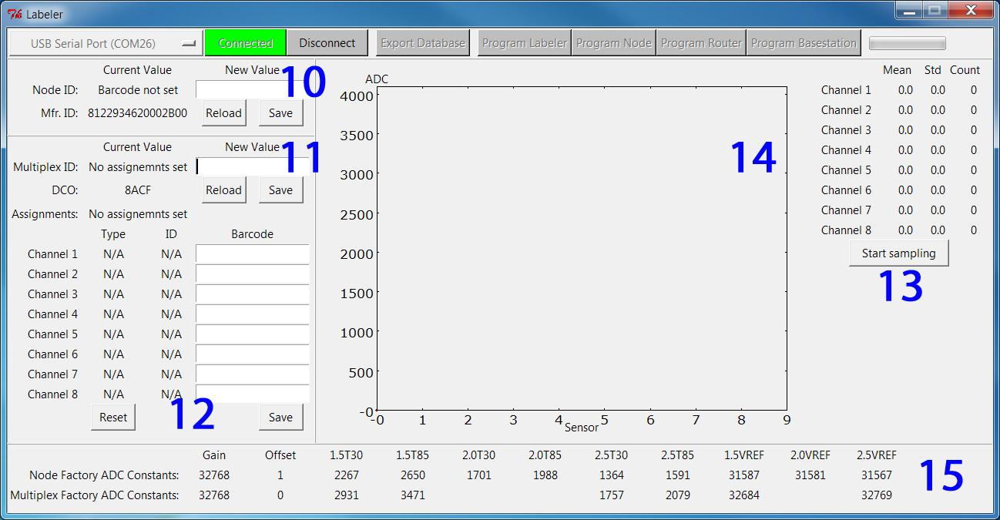 Labeler
USB Serial Port (COM26) Connected Disconnect Export Database Program Labeler Program Node Program Router Program Basestation
Current Value New Value 10
Node ID: Barcode not set
Mfr. ID: 8122934620002B00 Reload Save
Current Value New Value 11
Multiplex ID: No assignemnts set
DCO: 8ACF Reload Save
Assignments: No assignemnts set
Type ID Barcode
Channel 1 N/A N/A
Channel 2 N/A N/A
Channel 3 N/A N/A
Channel 4 N/A N/A
Channel 5 N/A N/A
Channel 6 N/A N/A
Channel 7 N/A N/A
Channel 8 N/A N/A
Reset 12 Save
ADC
4000
3500
14
3000
2500
2000
1500
1000
500
-0
-0 1 2 3 4 5 6 7 8 9
Sensor
Mean Std Count
Channel 1 0.0 0.0 0
Channel 2 0.0 0.0 0
Channel 3 0.0 0.0 0
Channel 4 0.0 0.0 0
Channel 5 0.0 0.0 0
Channel 6 0.0 0.0 0
Channel 7 0.0 0.0 0
Channel 8 0.0 0.0 0
Start sampling
13
Gain Offset 1.5T30 1.5T85 2.0T30 2.0T85 2.5T30 2.5T85 1.5VREF 2.0VREF 2.5VREF
Node Factory ADC Constants: 32768 1 2267 2650 1701 1988 1364 1591 31587 31581 31567 15
Multiplex Factory ADC Constants: 32768 0 2931 3471 1757 2079 32684 32769